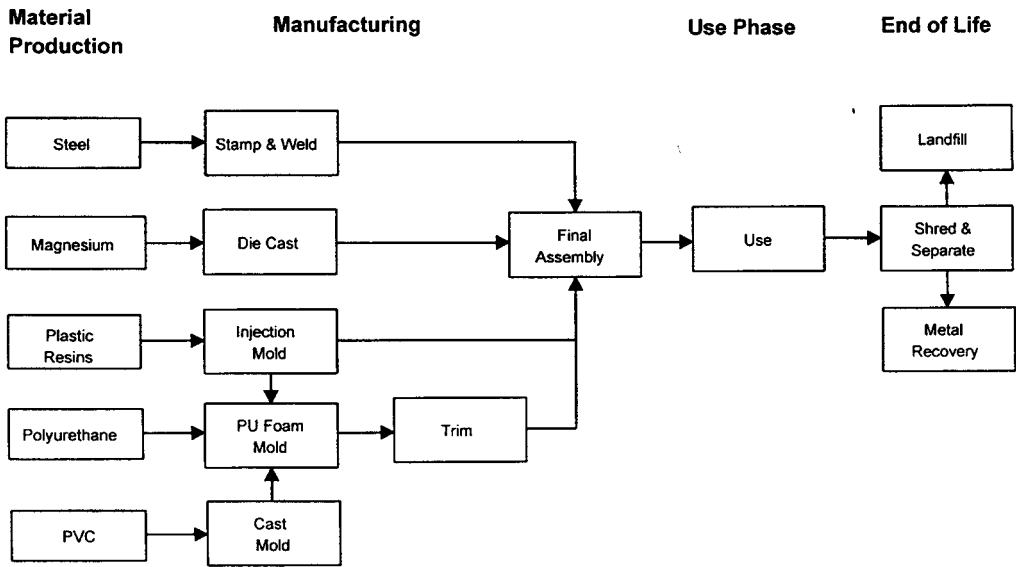 Material
Production
Manufacturing
Use Phase
End of Life
Steel
Stamp & Weld
Landfill
Magnesium
Die Cast
Final
Assembly
Use
Shred &
Separate
Plastic
Resins
Injection
Mold
Metal
Recovery
Polyurethane
PU Foam
Mold
Trim
PVC
Cast
Mold